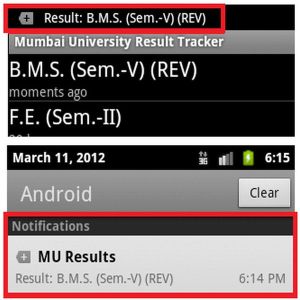 Result: B.M.S. (Sem.-V) (REV)
Mumbai University Result Tracker
B.M.S. (Sem.-V) (REV)
moments ago
F.E. (Sem.-II)
March 11, 2012 3G 6:15
Android Clear
Notifications
MU Results
Result: B.M.S. (Sem.-V) (REV) 6:14 PM